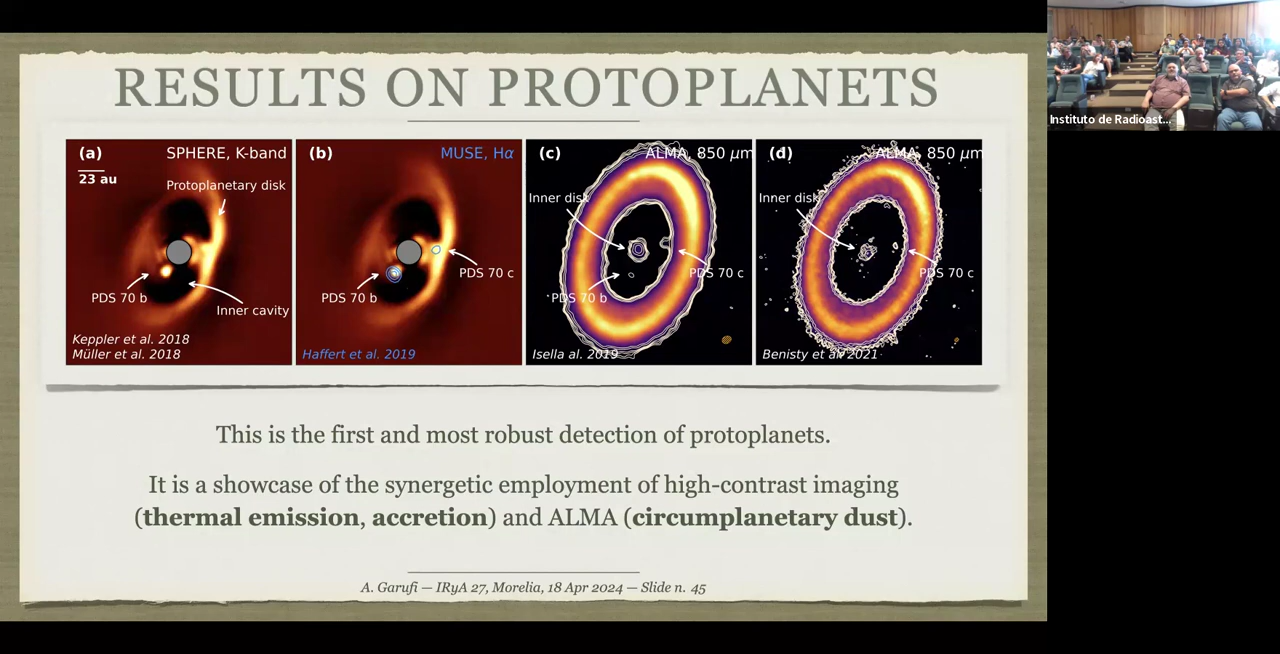 RESULTS ON PROTOPLANETS
(a) SPHERE, K-band
23 au
Protoplanetary disk
PDS 70 b
Inner cavity
Keppler et al. 2018
Müller et al. 2018
(b) MUSE, Hα
PDS 70 c
PDS 70 b
Haffert et al. 2019
(c) ALMA, 850 μm
Inner disk
PDS 70 c
PDS 70 b
Isella al. 2019
(d) ALMA, 850 μm
Inner disk
PDS 70 c
Benisty et al. 2021
This is the first and most robust detection of protoplanets.
It is a showcase of the synergetic employment of high-contrast imaging
(thermal emission, accretion) and ALMA (circumplanetary dust).
A. Garufi — IRyA 27, Morelia, 18 Apr 2024 — Slide n. 45
Instituto de Radioast...